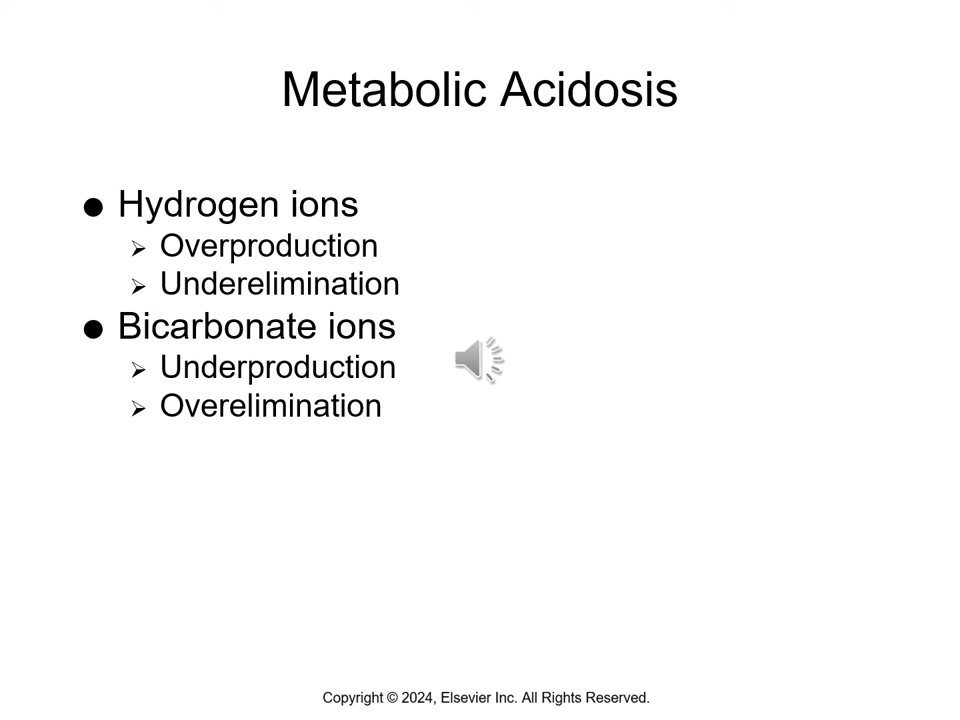 Metabolic Acidosis
● Hydrogen ions
➢ Overproduction
➢ Underelimination
● Bicarbonate ions
➢ Underproduction
➢ Overelimination
Copyright © 2024, Elsevier Inc. All Rights Reserved.